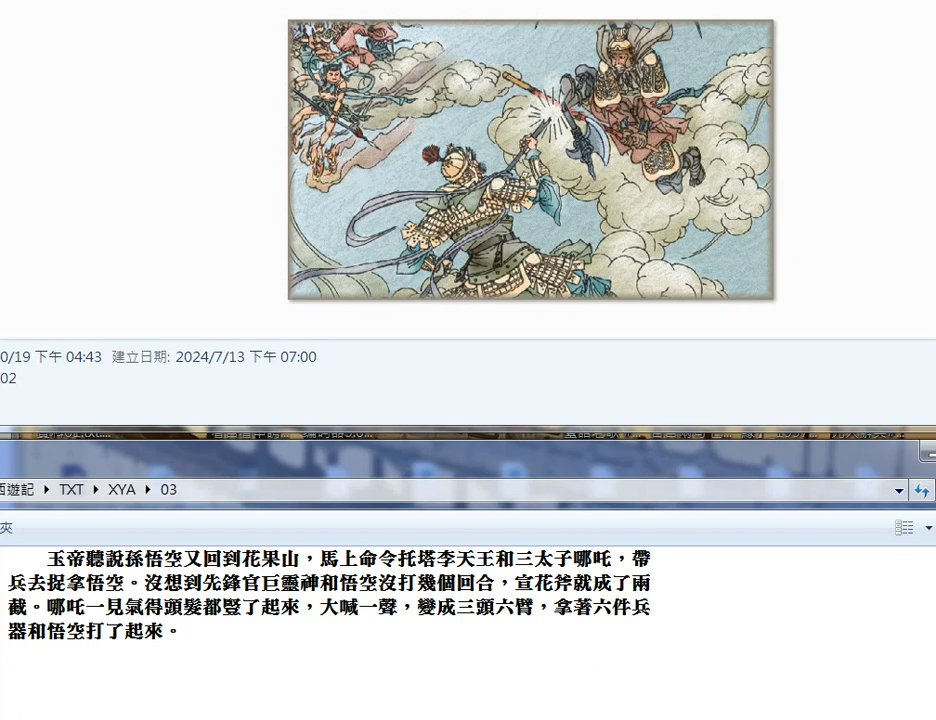 0/19 下午 04:43 建立日期: 2024/7/13 下午 07:00
02
西遊記 ▸ TXT ▸ XYA ▸ 03
夾
玉帝聽說孫悟空又回到花果山，馬上命令托塔李天王和三太子哪吒，帶
兵去捉拿悟空。沒想到先鋒官巨靈神和悟空沒打幾個回合，宣花斧就成了兩
截。哪吒一見氣得頭髮都豎了起來，大喊一聲，變成三頭六臂，拿著六件兵
器和悟空打了起來。